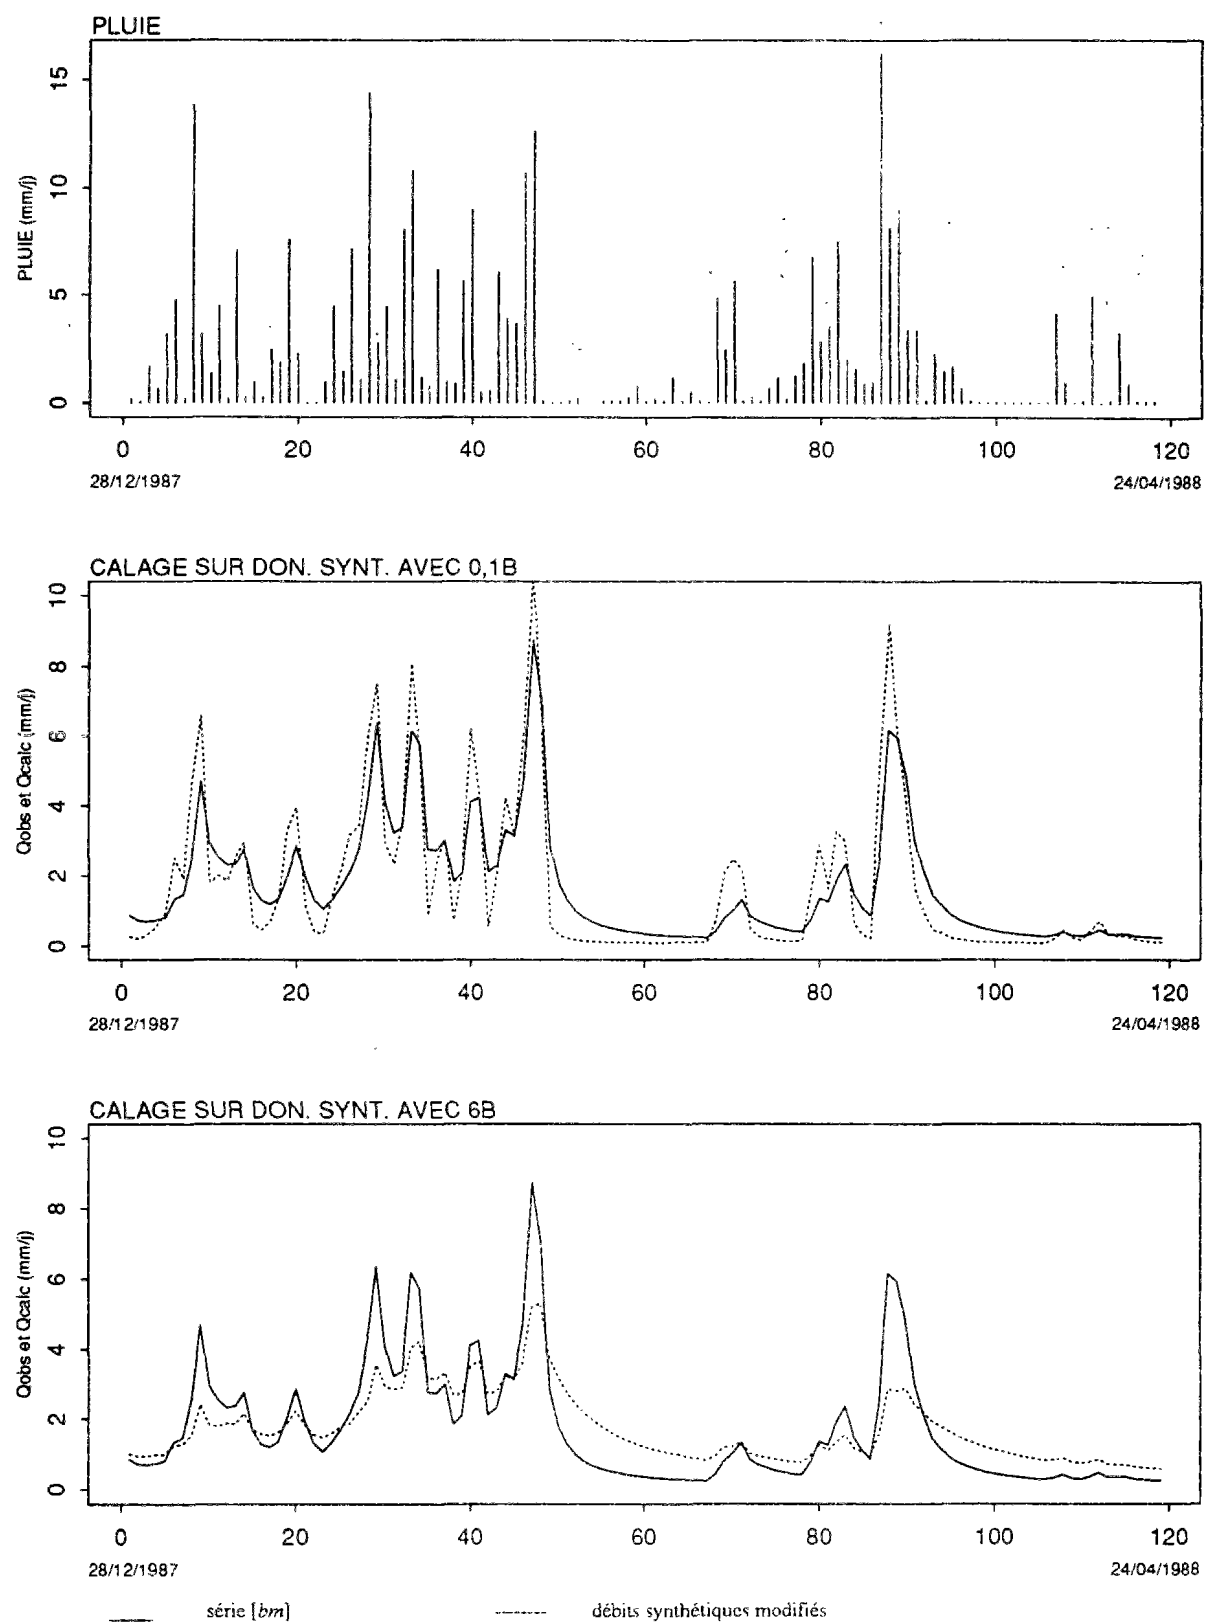 PLUIE
15
10
5
0
PLUIE (mm/j)
0 20 40 60 80 100 120
28/12/1987 24/04/1988
CALAGE SUR DON. SYNT. AVEC 0,1B
10
8
6
4
2
0
Qobs et Qcalc (mm/j)
0 20 40 60 80 100 120
28/12/1987 24/04/1988
CALAGE SUR DON. SYNT. AVEC 6B
10
8
6
4
2
0
Qobs et Qcalc (mm/j)
0 20 40 60 80 100 120
28/12/1987 24/04/1988
série [bm] débits synthétiques modifiés